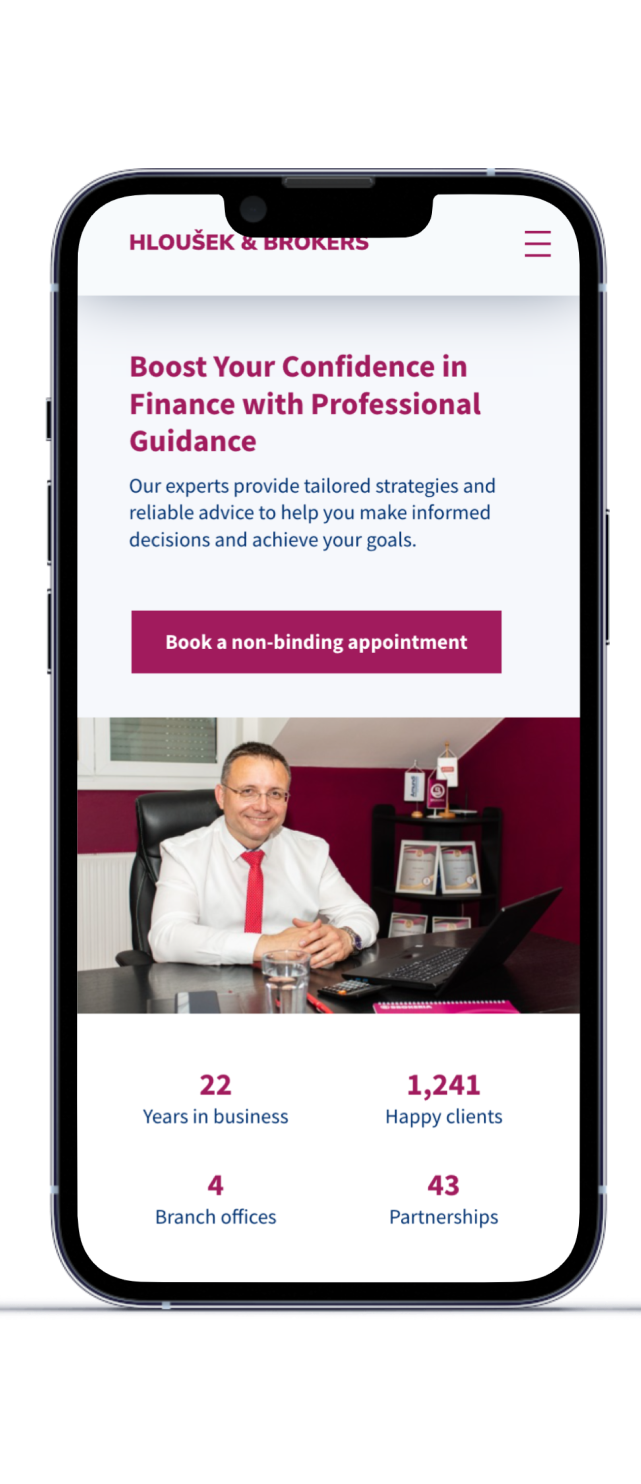 HLOUŠEK & BROKERS
Boost Your Confidence in
Finance with Professional
Guidance
Our experts provide tailored strategies and
reliable advice to help you make informed
decisions and achieve your goals.
Book a non-binding appointment
22
Years in business
1,241
Happy clients
4
Branch offices
43
Partnerships